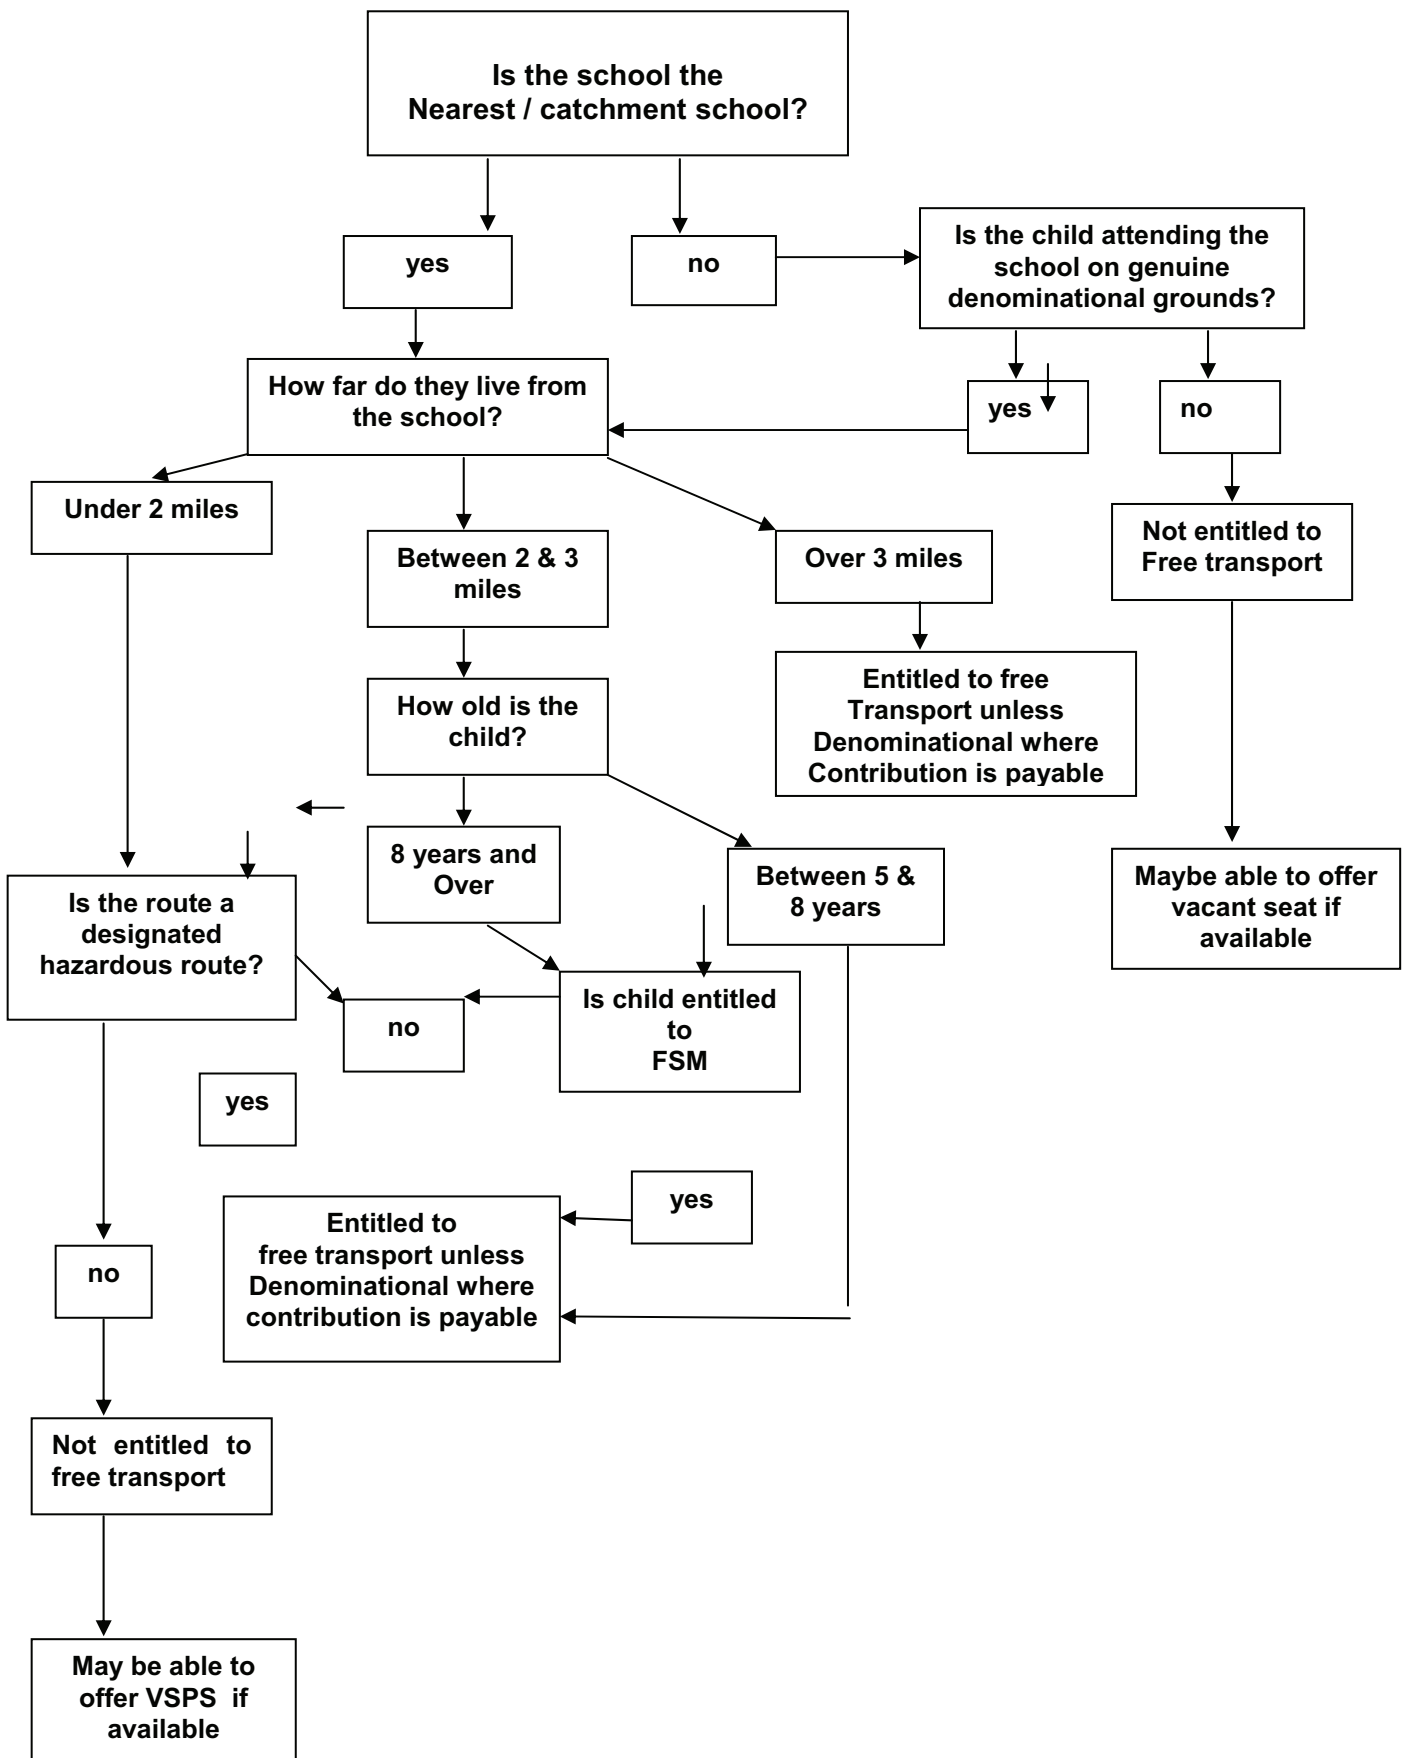 Is the school the
Nearest / catchment school?
yes
no
Is the child attending the
school on genuine
denominational grounds?
How far do they live from
the school?
yes
no
Under 2 miles
Between 2 & 3
miles
Over 3 miles
Not entitled to
Free transport
How old is the
child?
Entitled to free
Transport unless
Denominational where
Contribution is payable
8 years and
Over
Between 5 &
8 years
Maybe able to offer
vacant seat if
available
Is the route a
designated
hazardous route?
no
Is child entitled
to
FSM
yes
yes
Entitled to
free transport unless
Denominational where
contribution is payable
no
Not entitled to
free transport
May be able to
offer VSPS if
available